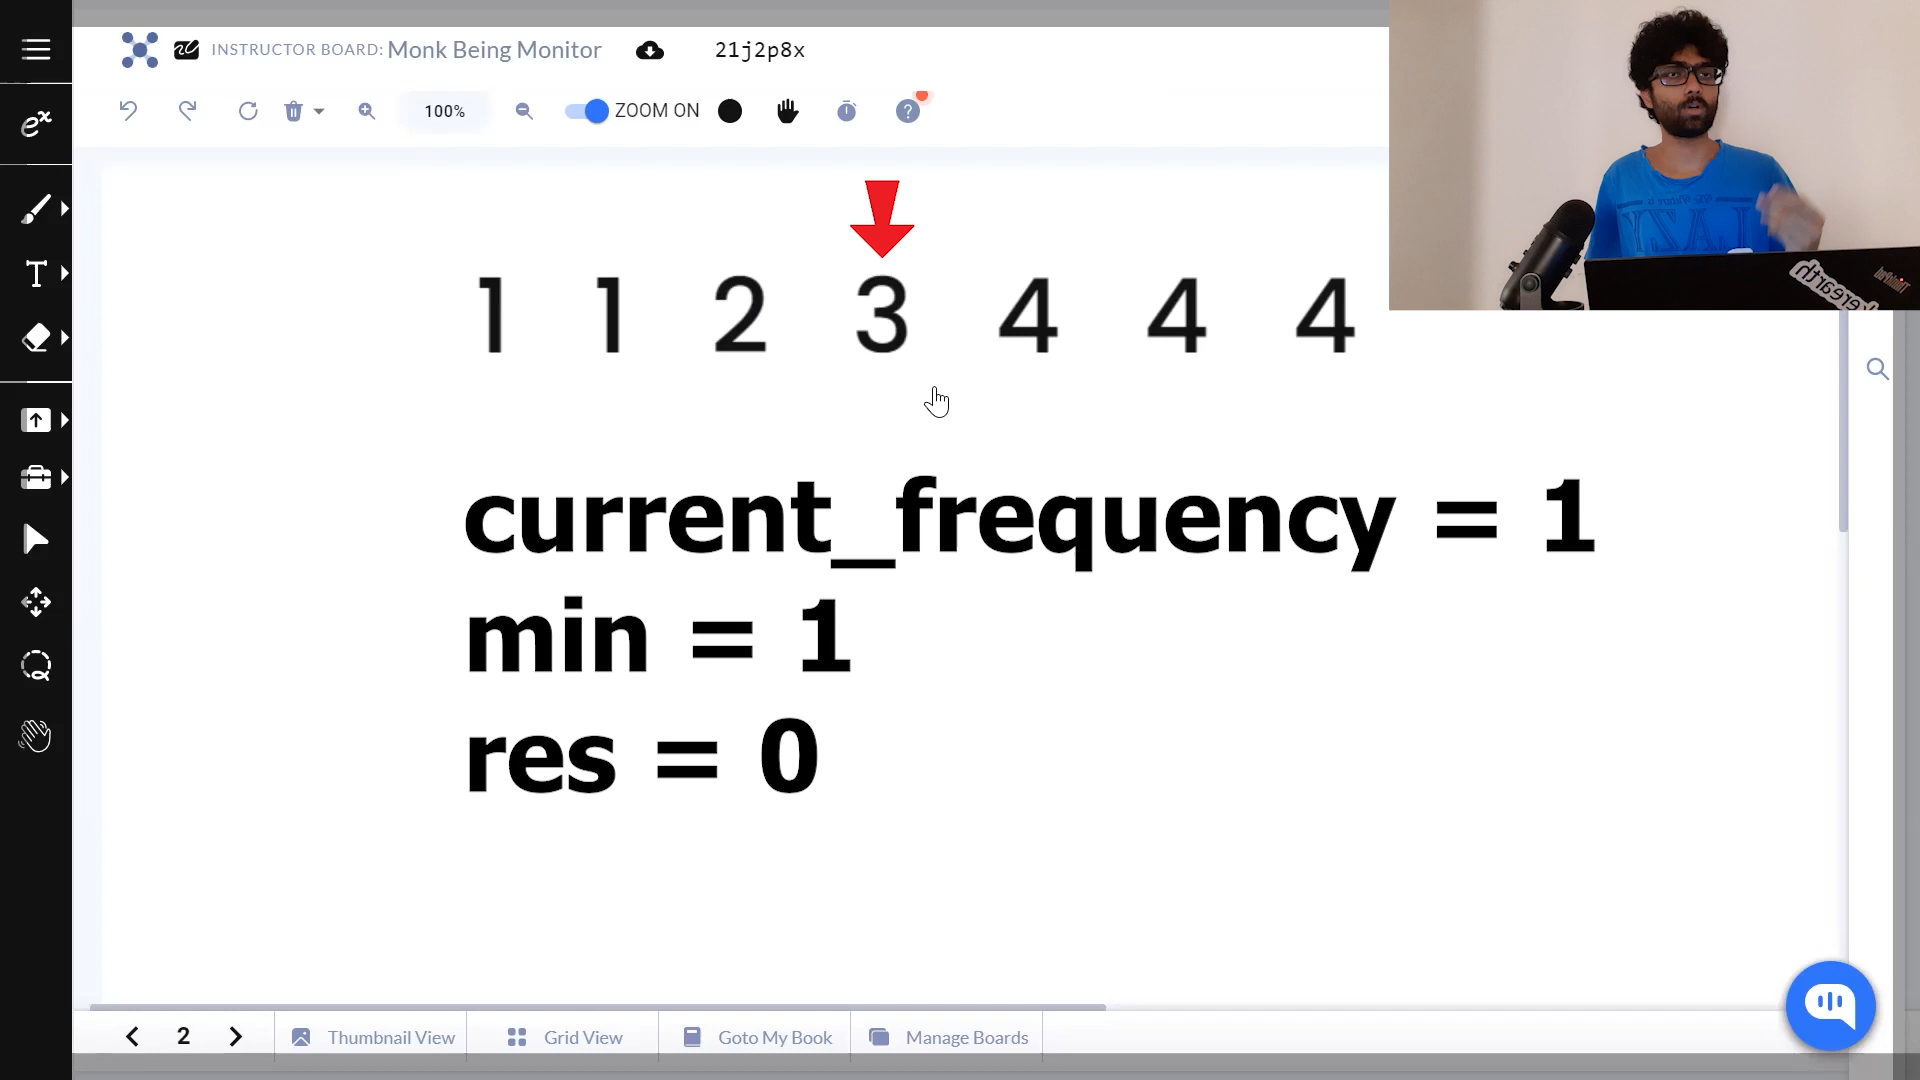 INSTRUCTOR BOARD: Monk Being Monitor 21j2p8x
100% ZOOM ON
1 1 2 3 4 4 4
current_frequency = 1
min = 1
res = 0
2 Thumbnail View Grid View Goto My Book Manage Boards